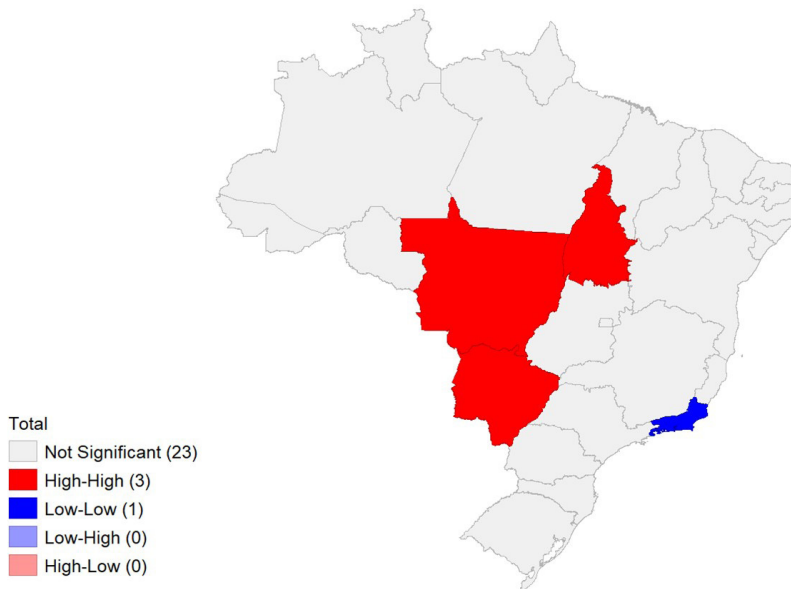 Total
Not Significant (23)
High-High (3)
Low-Low (1)
Low-High (0)
High-Low (0)